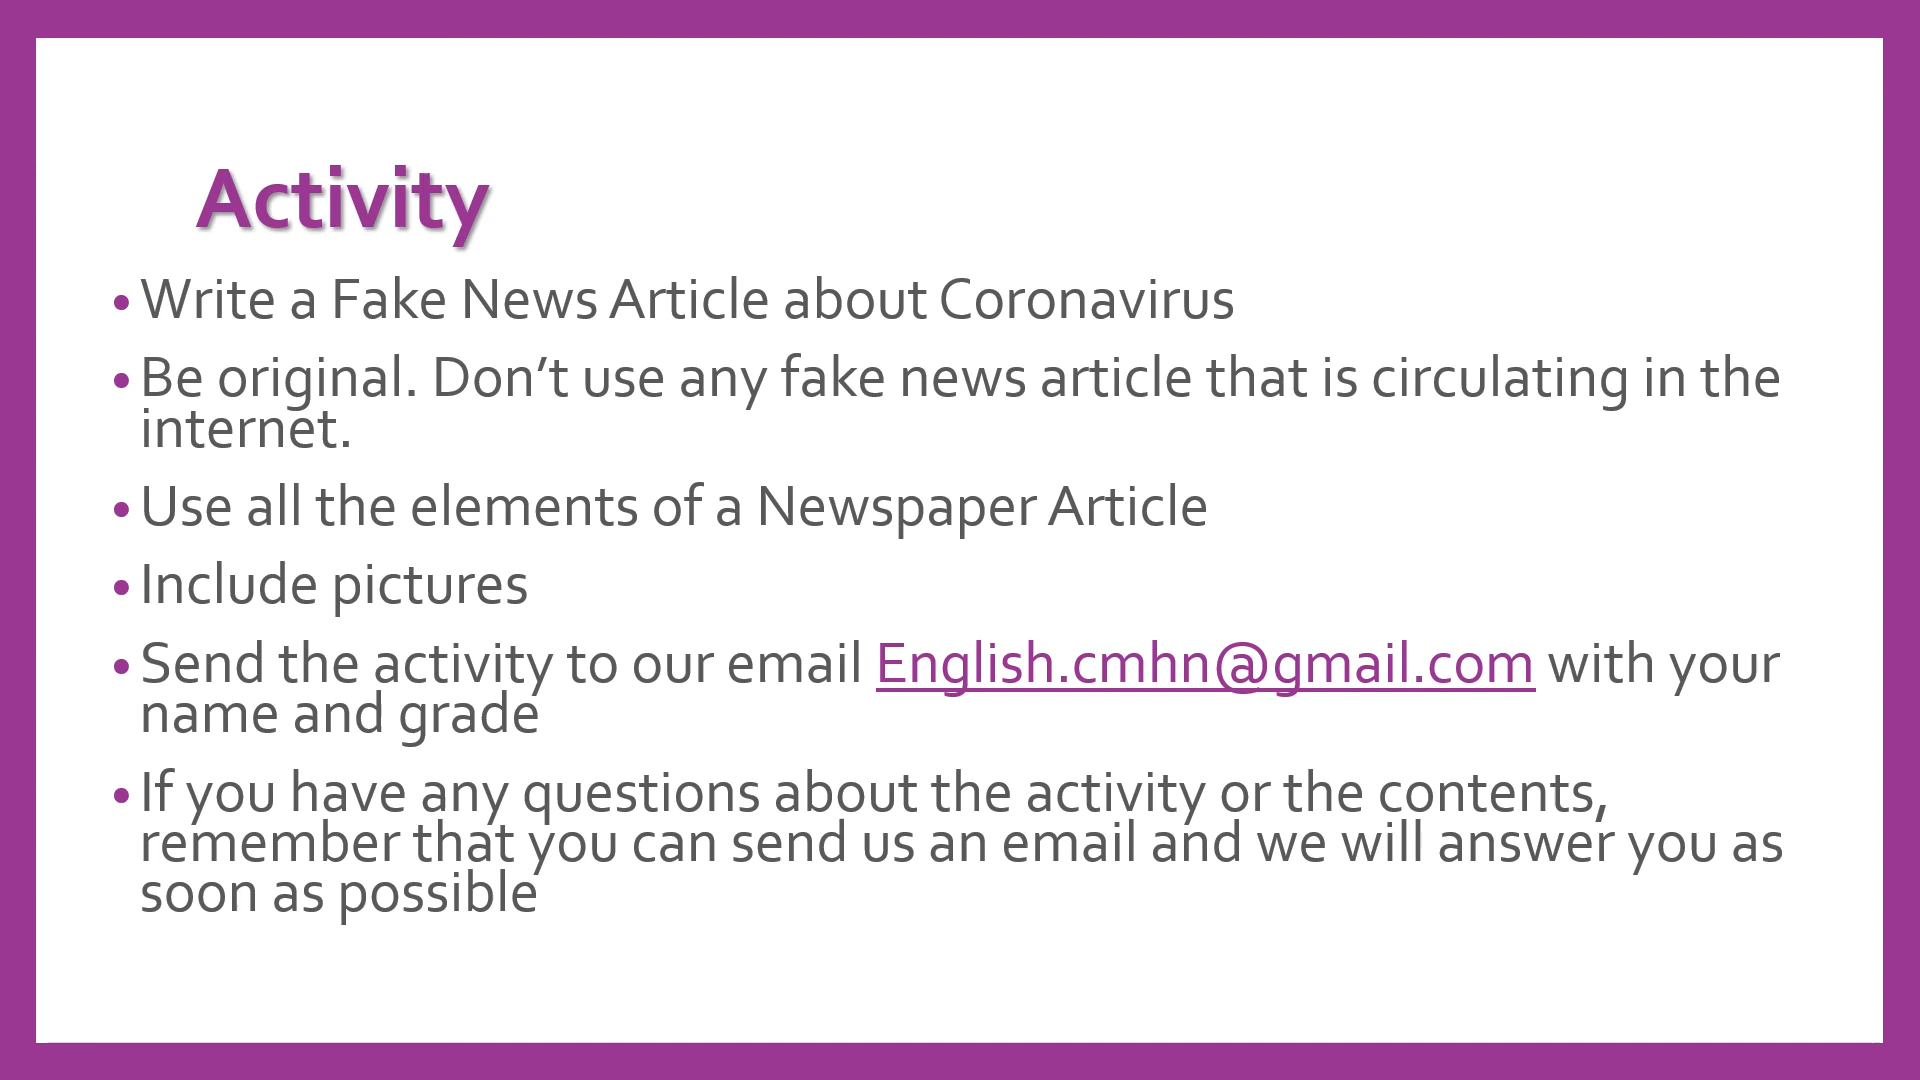 Activity
• Write a Fake News Article about Coronavirus
• Be original. Don’t use any fake news article that is circulating in the
internet.
• Use all the elements of a Newspaper Article
• Include pictures
• Send the activity to our email English.cmhn@gmail.com with your
name and grade
• If you have any questions about the activity or the contents,
remember that you can send us an email and we will answer you as
soon as possible